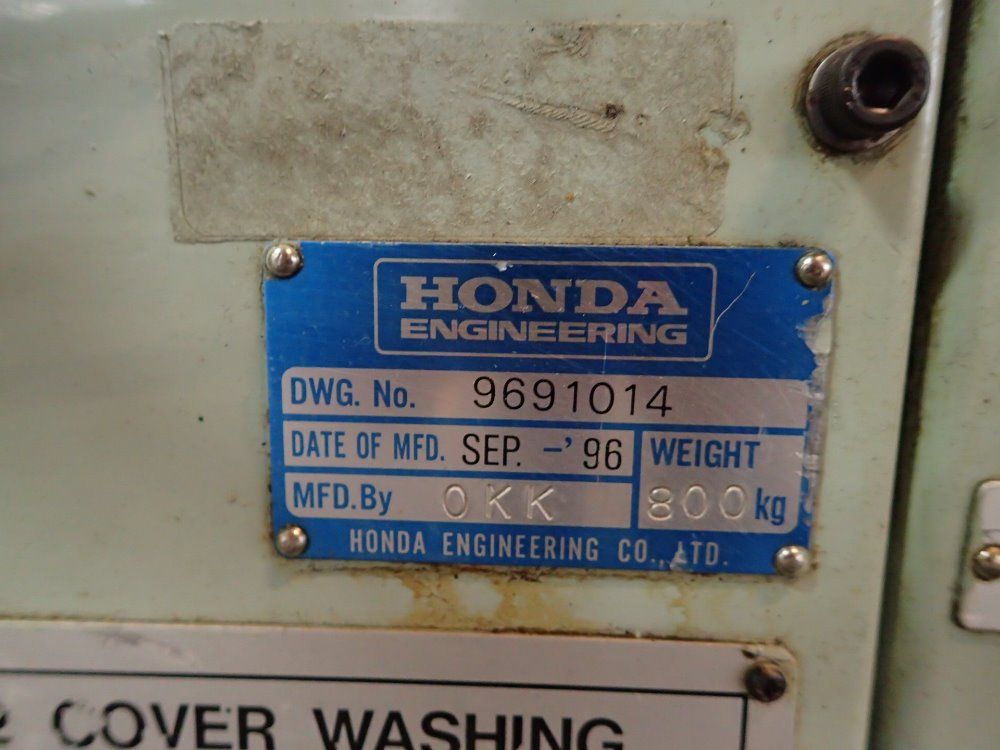 HONDA
ENGINEERING
DWG. No. 9691014
DATE OF MFD. SEP. -'96 WEIGHT
MFD.By OKK 800kg
HONDA ENGINEERING CO.,LTD.
COVER WASHING